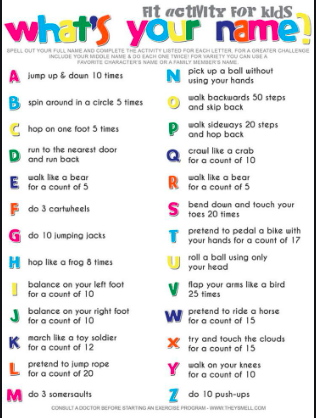 fit activity for kids
what's your name?
SPELL OUT YOUR FULL NAME AND COMPLETE THE ACTIVITY LISTED FOR EACH LETTER. FOR A GREATER CHALLENGE
INCLUDE YOUR MIDDLE NAME & DO EACH ONE TWICE! FOR VARIETY YOU CAN USE A
FAVORITE CHARACTER'S NAME OR A FAMILY MEMBER'S NAME.
A jump up & down 10 times
B spin around in a circle 5 times
C hop on one foot 5 times
D run to the nearest door
and run back
E walk like a bear
for a count of 5
F do 3 cartwheels
G do 10 jumping jacks
H hop like a frog 8 times
I balance on your left foot
for a count of 10
J balance on your right foot
for a count of 10
K march like a toy soldier
for a count of 12
L pretend to jump rope
for a count of 20
M do 3 somersaults
N pick up a ball without
using your hands
O walk backwards 50 steps
and skip back
P walk sideways 20 steps
and hop back
Q crawl like a crab
for a count of 10
R walk like a bear
for a count of 5
S bend down and touch your
toes 20 times
T pretend to pedal a bike with
your hands for a count of 17
U roll a ball using only
your head
V flap your arms like a bird
25 times
W pretend to ride a horse
for a count of 15
X try and touch the clouds
for a count of 15
Y walk on your knees
for a count of 10
Z do 10 push-ups
CONSULT A DOCTOR BEFORE STARTING AN EXERCISE PROGRAM - WWW.THEYSMELL.COM